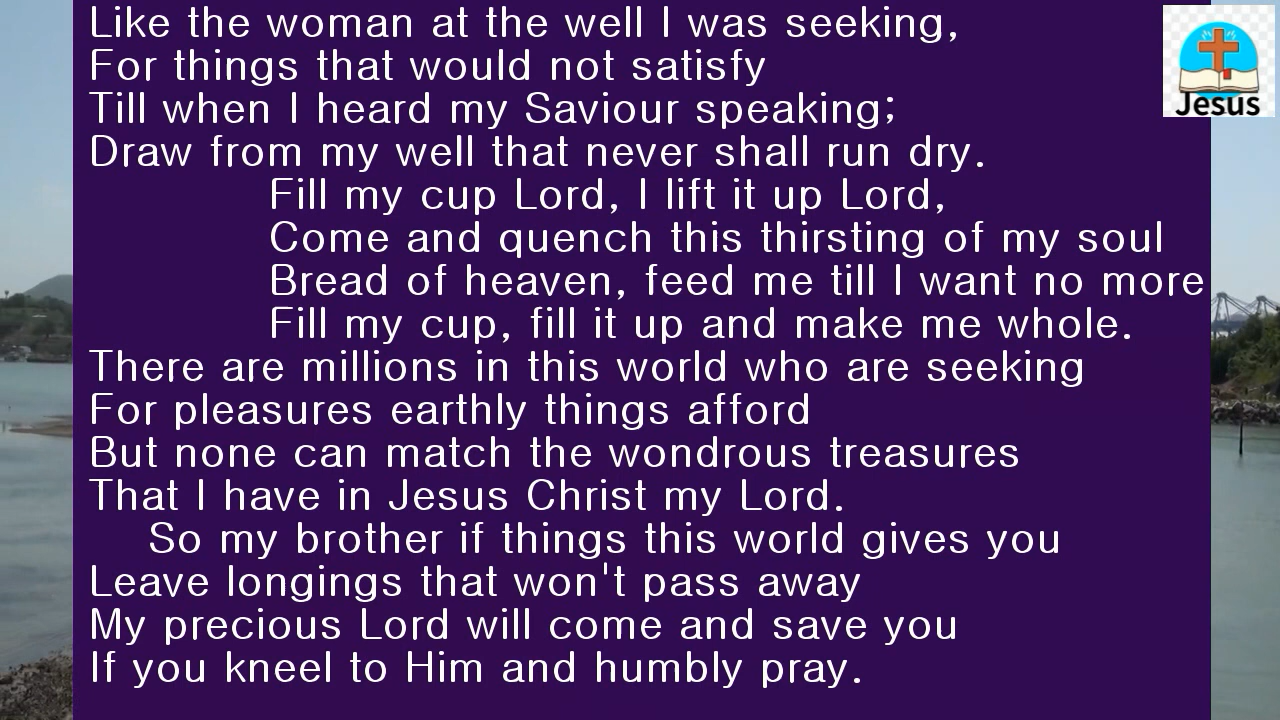 Like the woman at the well I was seeking,
For things that would not satisfy
Till when I heard my Saviour speaking;
Draw from my well that never shall run dry.
Fill my cup Lord, I lift it up Lord,
Come and quench this thirsting of my soul
Bread of heaven, feed me till I want no more
Fill my cup, fill it up and make me whole.
There are millions in this world who are seeking
For pleasures earthly things afford
But none can match the wondrous treasures
That I have in Jesus Christ my Lord.
So my brother if things this world gives you
Leave longings that won't pass away
My precious Lord will come and save you
If you kneel to Him and humbly pray.
Jesus